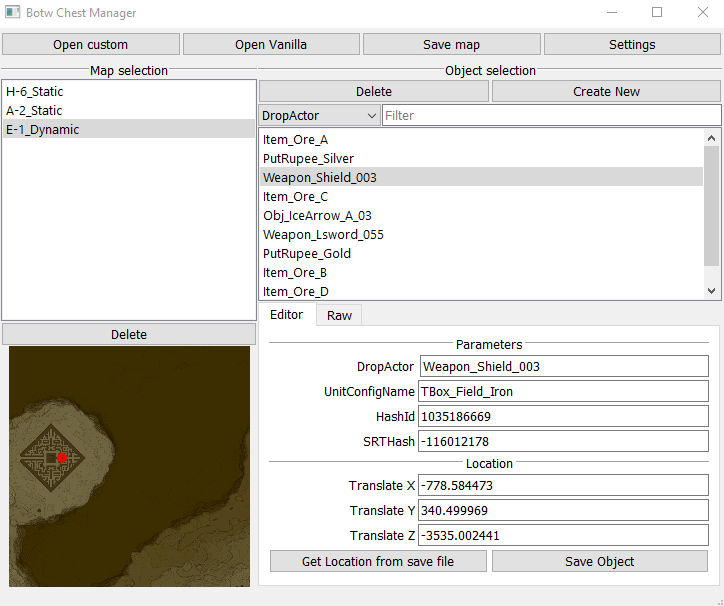 Botw Chest Manager
Open custom
Open Vanilla
Save map
Settings
Map selection
H-6_Static
A-2_Static
E-1_Dynamic
Delete
Object selection
Delete
Create New
DropActor
Filter
Item_Ore_A
PutRupee_Silver
Weapon_Shield_003
Item_Ore_C
Obj_IceArrow_A_03
Weapon_Lsword_055
PutRupee_Gold
Item_Ore_B
Item_Ore_D
Editor
Raw
Parameters
DropActor Weapon_Shield_003
UnitConfigName TBox_Field_Iron
HashId 1035186669
SRTHash -116012178
Location
Translate X -778.584473
Translate Y 340.499969
Translate Z -3535.002441
Get Location from save file
Save Object